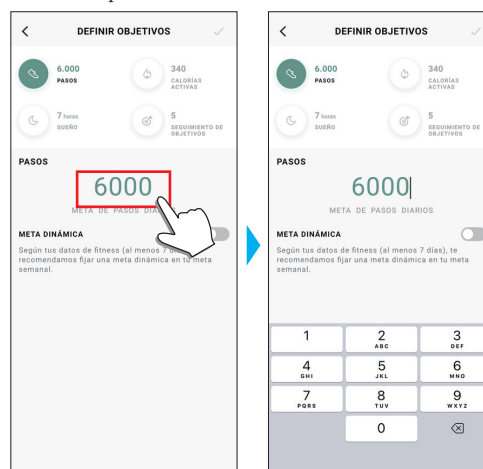 DEFINIR OBJETIVOS
6.000
PASOS
340
CALORÍAS
ACTIVAS
7 horas
SUEÑO
5
SEGUIMIENTO DE
OBJETIVOS
PASOS
6000
META DE PASOS DIARIOS
META DINÁMICA
Según tus datos de fitness (al menos 7 días), te
recomendamos fijar una meta dinámica en tu meta
semanal.
DEFINIR OBJETIVOS
6.000
PASOS
340
CALORÍAS
ACTIVAS
7 horas
SUEÑO
5
SEGUIMIENTO DE
OBJETIVOS
PASOS
6000
META DE PASOS DIARIOS
META DINÁMICA
Según tus datos de fitness (al menos 7 días), te
recomendamos fijar una meta dinámica en tu meta
semanal.
1 2 3
ABC DEF
4 5 6
GHI JKL MNO
7 8 9
PQRS TUV WXYZ
0